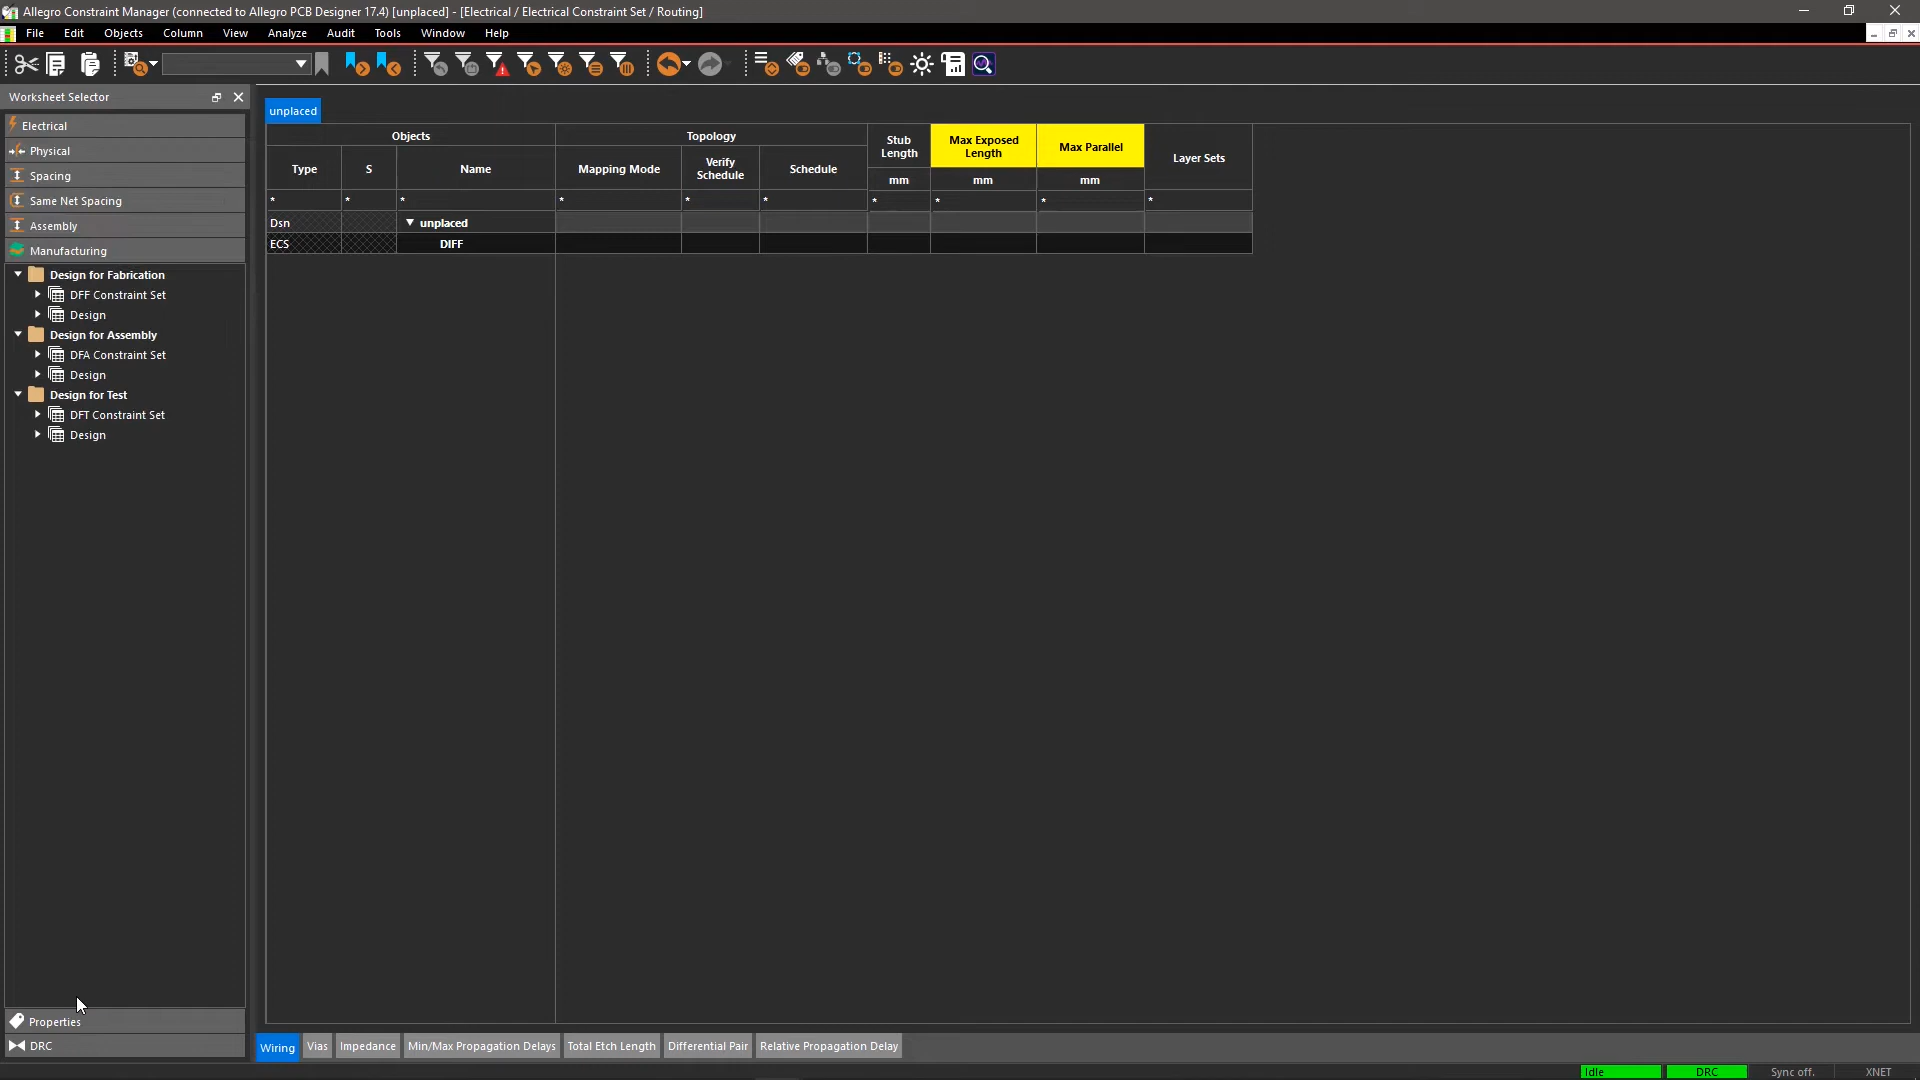 Allegro Constraint Manager (connected to Allegro PCB Designer 17.4) [unplaced] - [Electrical / Electrical Constraint Set / Routing]
File Edit Objects Column View Analyze Audit Tools Window Help
Worksheet Selector
Electrical
Physical
Spacing
Same Net Spacing
Assembly
Manufacturing
Design for Fabrication
DFF Constraint Set
Design
Design for Assembly
DFA Constraint Set
Design
Design for Test
DFT Constraint Set
Design
Properties
DRC
unplaced
Objects Topology Stub Length Max Exposed Length Max Parallel Layer Sets
Type S Name Mapping Mode Verify Schedule Schedule mm mm mm
* * * * * * * * * *
Dsn unplaced
ECS DIFF
Wiring Vias Impedance Min/Max Propagation Delays Total Etch Length Differential Pair Relative Propagation Delay
Idle DRC Sync off. XNET